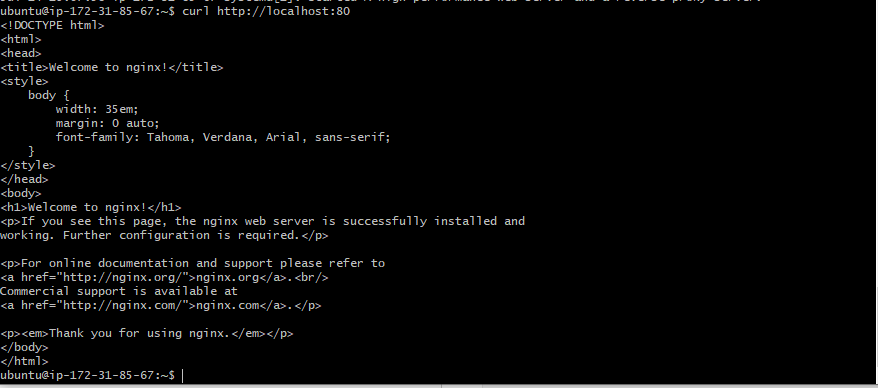 ubuntu@ip-172-31-85-67:~$ curl http://localhost:80
<!DOCTYPE html>
<html>
<head>
<title>Welcome to nginx!</title>
<style>
    body {
        width: 35em;
        margin: 0 auto;
        font-family: Tahoma, Verdana, Arial, sans-serif;
    }
</style>
</head>
<body>
<h1>Welcome to nginx!</h1>
<p>If you see this page, the nginx web server is successfully installed and
working. Further configuration is required.</p>

<p>For online documentation and support please refer to
<a href="http://nginx.org/">nginx.org</a>.<br/>
Commercial support is available at
<a href="http://nginx.com/">nginx.com</a>.</p>

<p><em>Thank you for using nginx.</em></p>
</body>
</html>
ubuntu@ip-172-31-85-67:~$